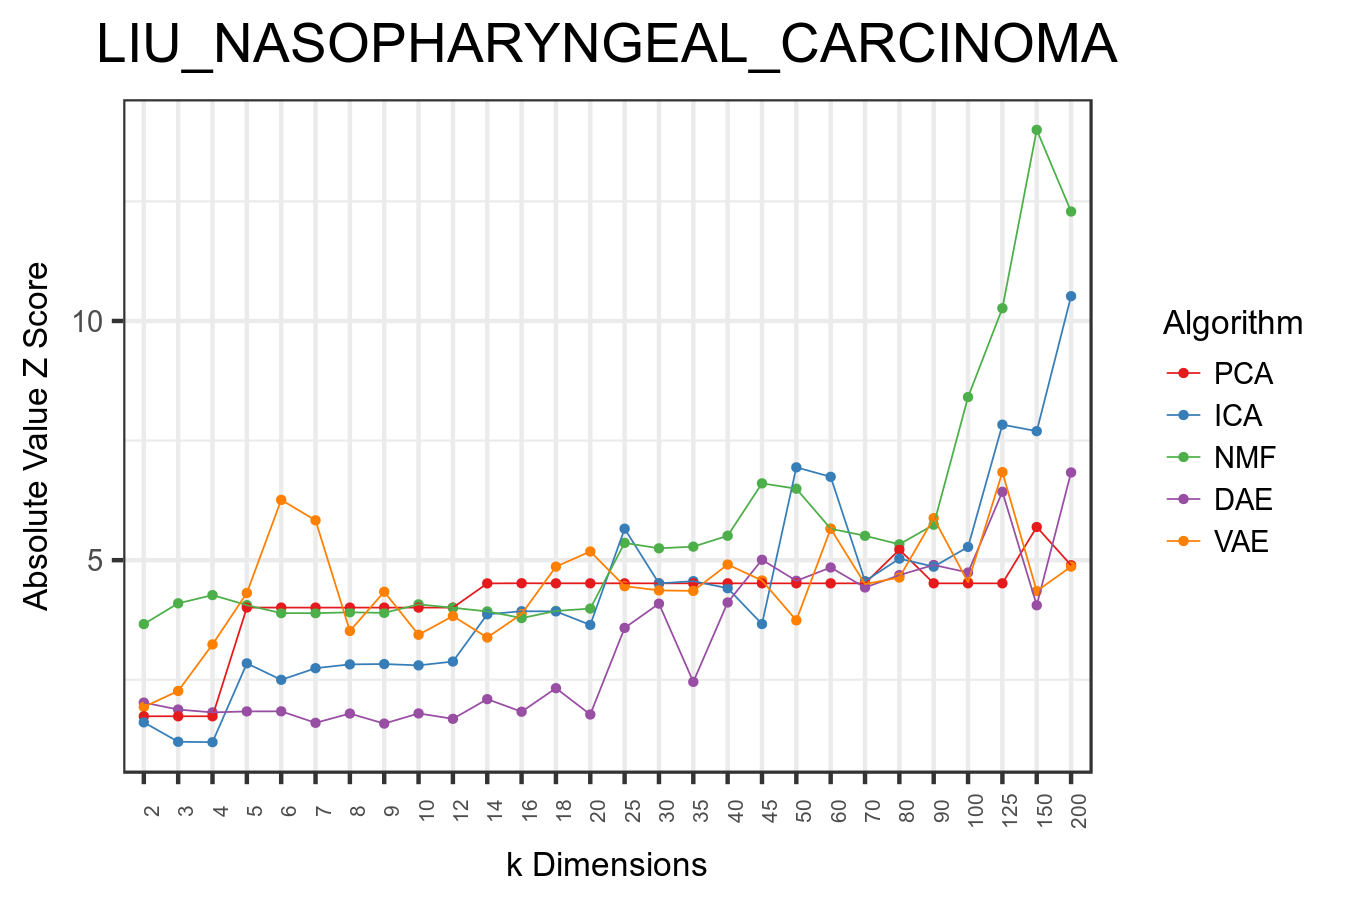 LIU_NASOPHARYNGEAL_CARCINOMA
Absolute Value Z Score
10
5
2 3 4 5 6 7 8 9 10 12 14 16 18 20 25 30 35 40 45 50 60 70 80 90 100 125 150 200
k Dimensions
Algorithm
PCA
ICA
NMF
DAE
VAE